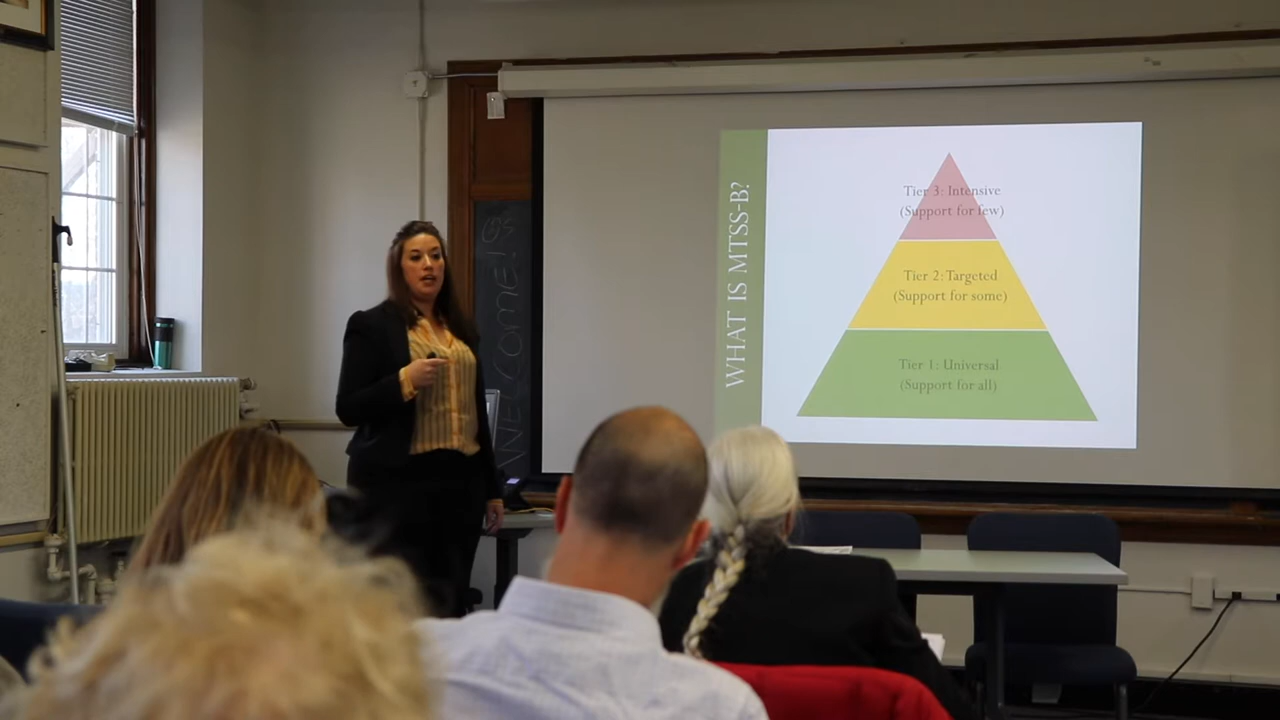 WHAT IS MTSS-B?
Tier 3: Intensive
(Support for few)
Tier 2: Targeted
(Support for some)
Tier 1: Universal
(Support for all)
WELCOME!